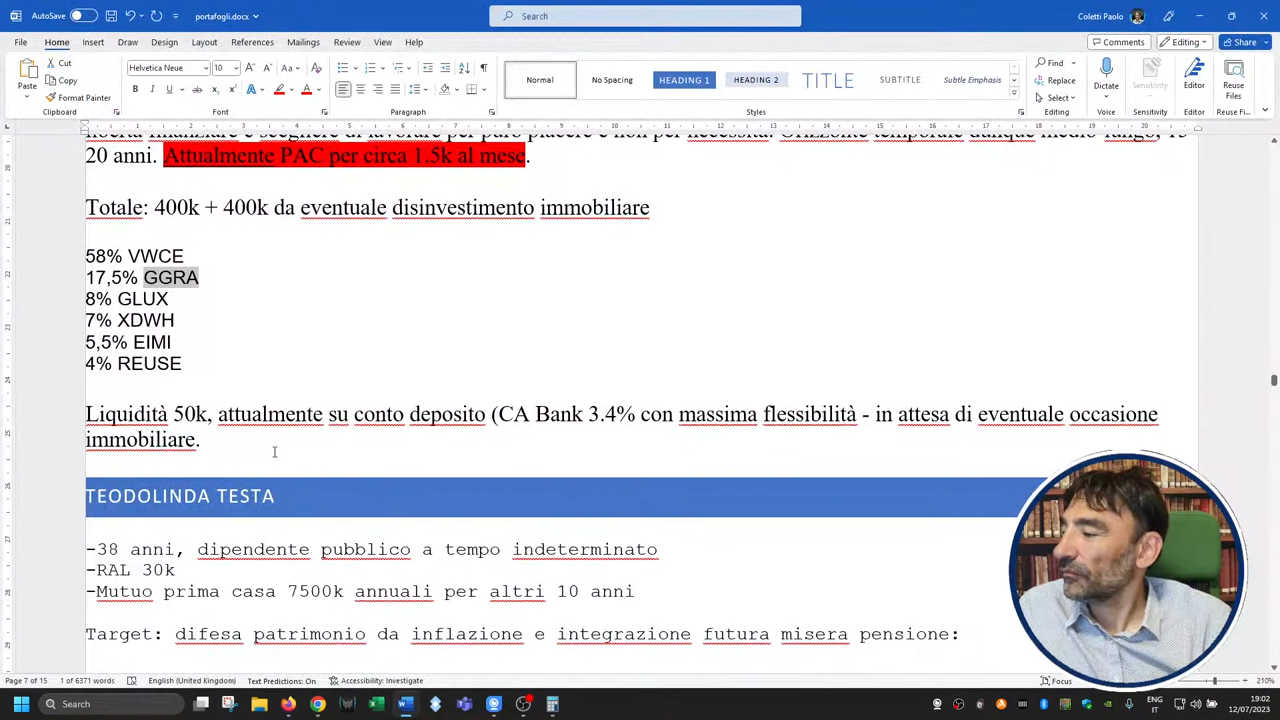 AutoSave
Off
portafogli.docx
Search
Coletti Paolo
File
Home
Insert
Draw
Design
Layout
References
Mailings
Review
View
Help
Comments
Editing
Share
Paste
Cut
Copy
Format Painter
Clipboard
Helvetica Neue
10
Font
Paragraph
Normal
No Spacing
HEADING 1
HEADING 2
TITLE
SUBTITLE
Subtle Emphasis
Styles
Find
Replace
Select
Editing
Dictate
Voice
Sensitivity
Sensitivity
Editor
Editor
Reuse Files
Reuse Files
20 anni. Attualmente PAC per circa 1.5k al mese.
Totale: 400k + 400k da eventuale disinvestimento immobiliare
58% VWCE
17,5% GGRA
8% GLUX
7% XDWH
5,5% EIMI
4% REUSE
Liquidità 50k, attualmente su conto deposito (CA Bank 3.4% con massima flessibilità - in attesa di eventuale occasione
immobiliare.
TEODOLINDA TESTA
-38 anni, dipendente pubblico a tempo indeterminato
-RAL 30k
-Mutuo prima casa 7500k annuali per altri 10 anni
Target: difesa patrimonio da inflazione e integrazione futura misera pensione:
Page 7 of 15
1 of 6371 words
English (United Kingdom)
Text Predictions: On
Accessibility: Investigate
Focus
210%
Search
ENG
IT
19:02
12/07/2023